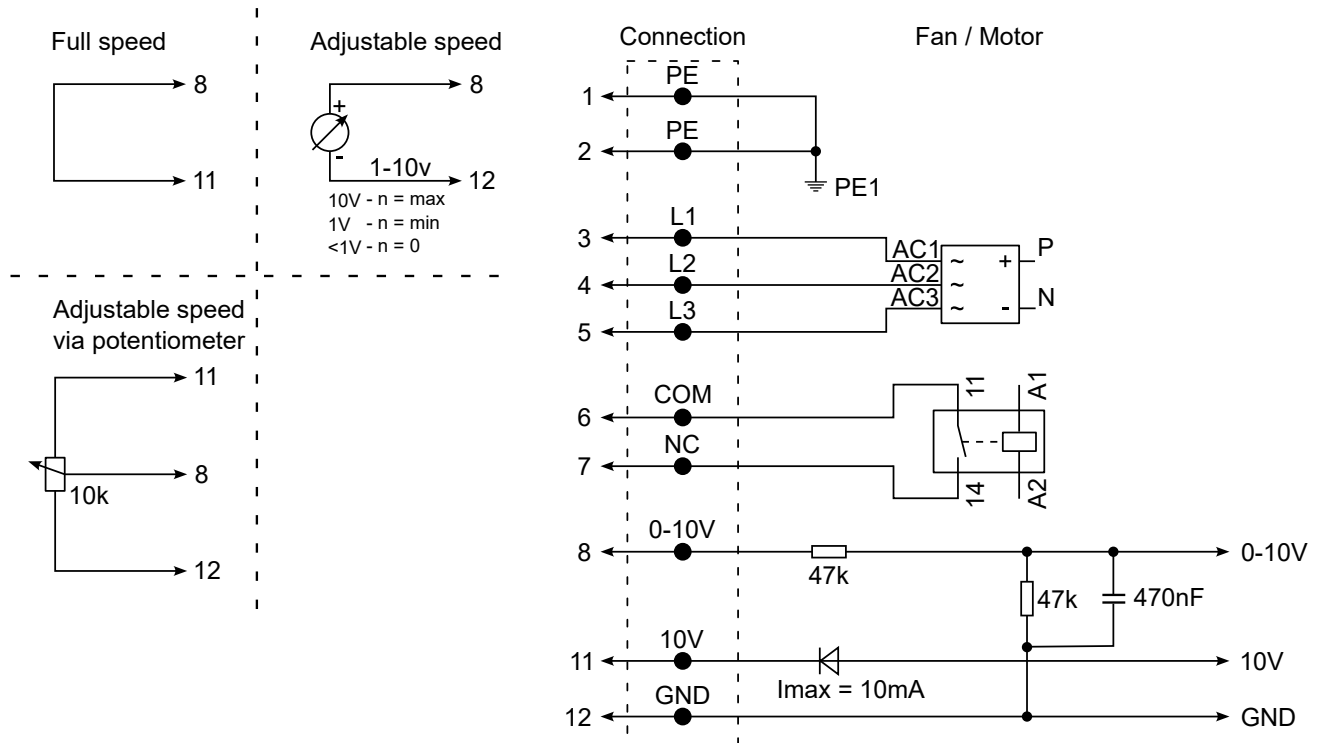 Full speed
8
11
Adjustable speed
8
+
-
1-10v
12
10V - n = max
1V - n = min
<1V - n = 0
Adjustable speed
via potentiometer
11
8
10k
12
Connection
Fan / Motor
PE
1
PE
2
PE1
L1
3
AC1 ~ + P
L2
4
AC2 ~
AC3 ~ - N
L3
5
COM
6
11 A1
NC
7
14 A2
0-10V
8
47k
0-10V
47k
470nF
10V
11
10V
Imax = 10mA
GND
12
GND